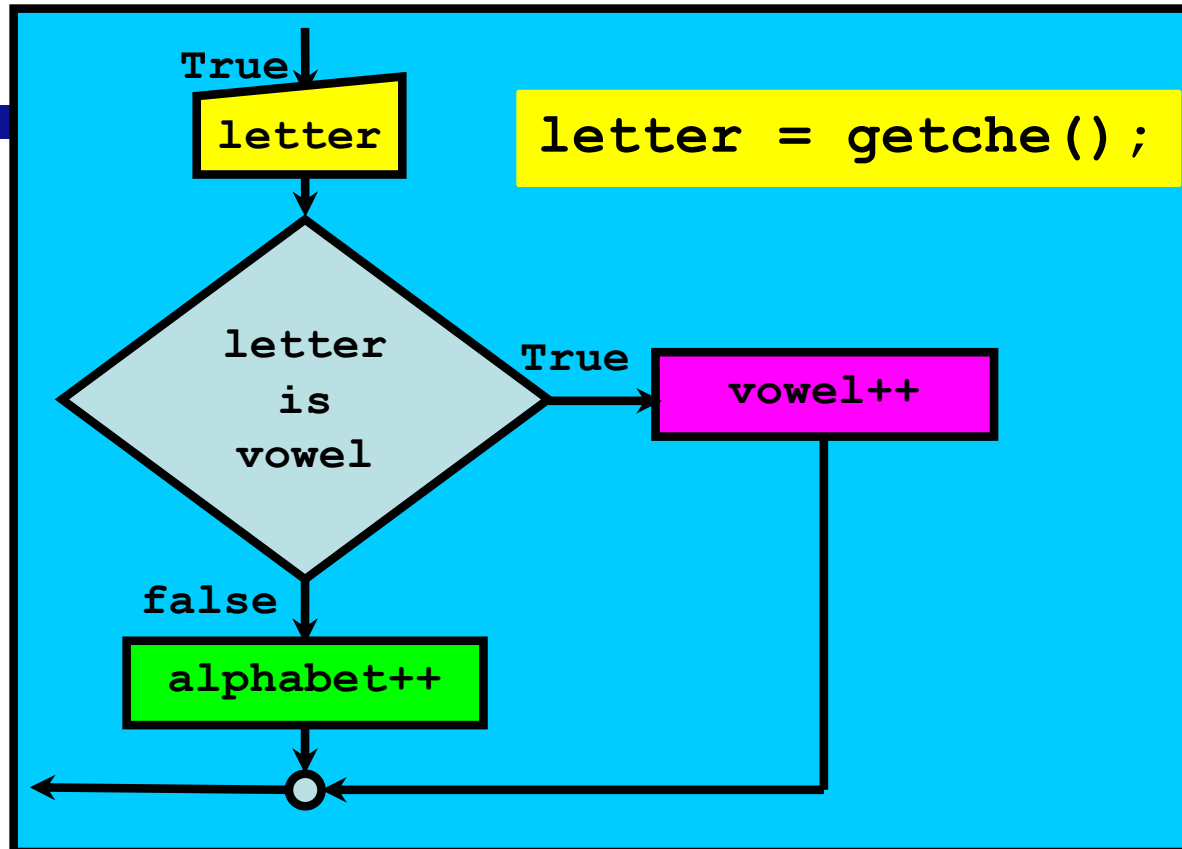 True
letter
letter = getche();
letter
is
vowel
True
vowel++
false
alphabet++